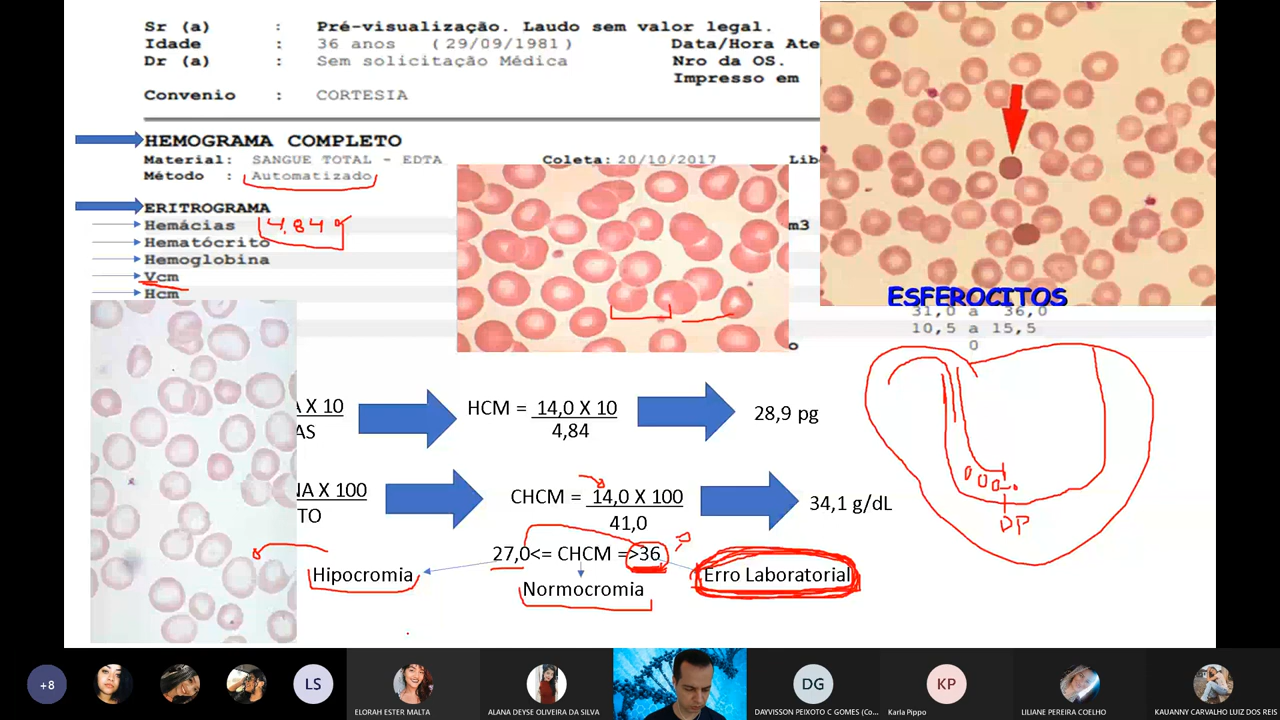 Sr (a) : Pré-visualização. Laudo sem valor legal.
Idade : 36 anos (29/09/1981) Data/Hora Ate
Dr (a) : Sem solicitação Médica Nro da OS.
Impresso em
Convenio : CORTESIA
HEMOGRAMA COMPLETO
Material: SANGUE TOTAL - EDTA Coleta: 20/10/2017 Lib
Método : Automatizado
ERITROGRAMA
Hemácias 4.84 m3
Hematócrito
Hemoglobina
Vcm
Hcm
ESFEROCITOS
31,0 a 36,0
10,5 a 15,5
o 0
A X 10
AS
HCM = 14,0 X 10
4,84
28,9 pg
NA X 100
TO
CHCM = 14,0 X 100
41,0
34,1 g/dL
27,0<= CHCM =>36
Hipocromia
Normocromia
Erro Laboratorial
DP
+8
LS
ELORAH ESTER MALTA
ALANA DEYSE OLIVEIRA DA SILVA
DG
DAYVISSON PEIXOTO C GOMES (Co...
KP
Karla Pippo
LILIANE PEREIRA COELHO
KAUANNY CARVALHO LUIZ DOS REIS